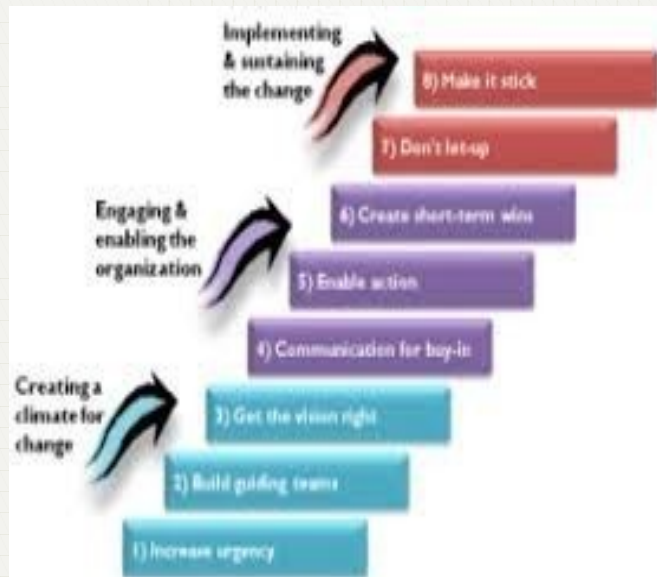 Implementing
& sustaining
the change
8) Make it stick
7) Don't let-up
6) Create short-term wins
Engaging &
enabling the
organization
5) Enable action
4) Communication for buy-in
Creating a
climate for
change
3) Get the vision right
2) Build guiding teams
1) Increase urgency